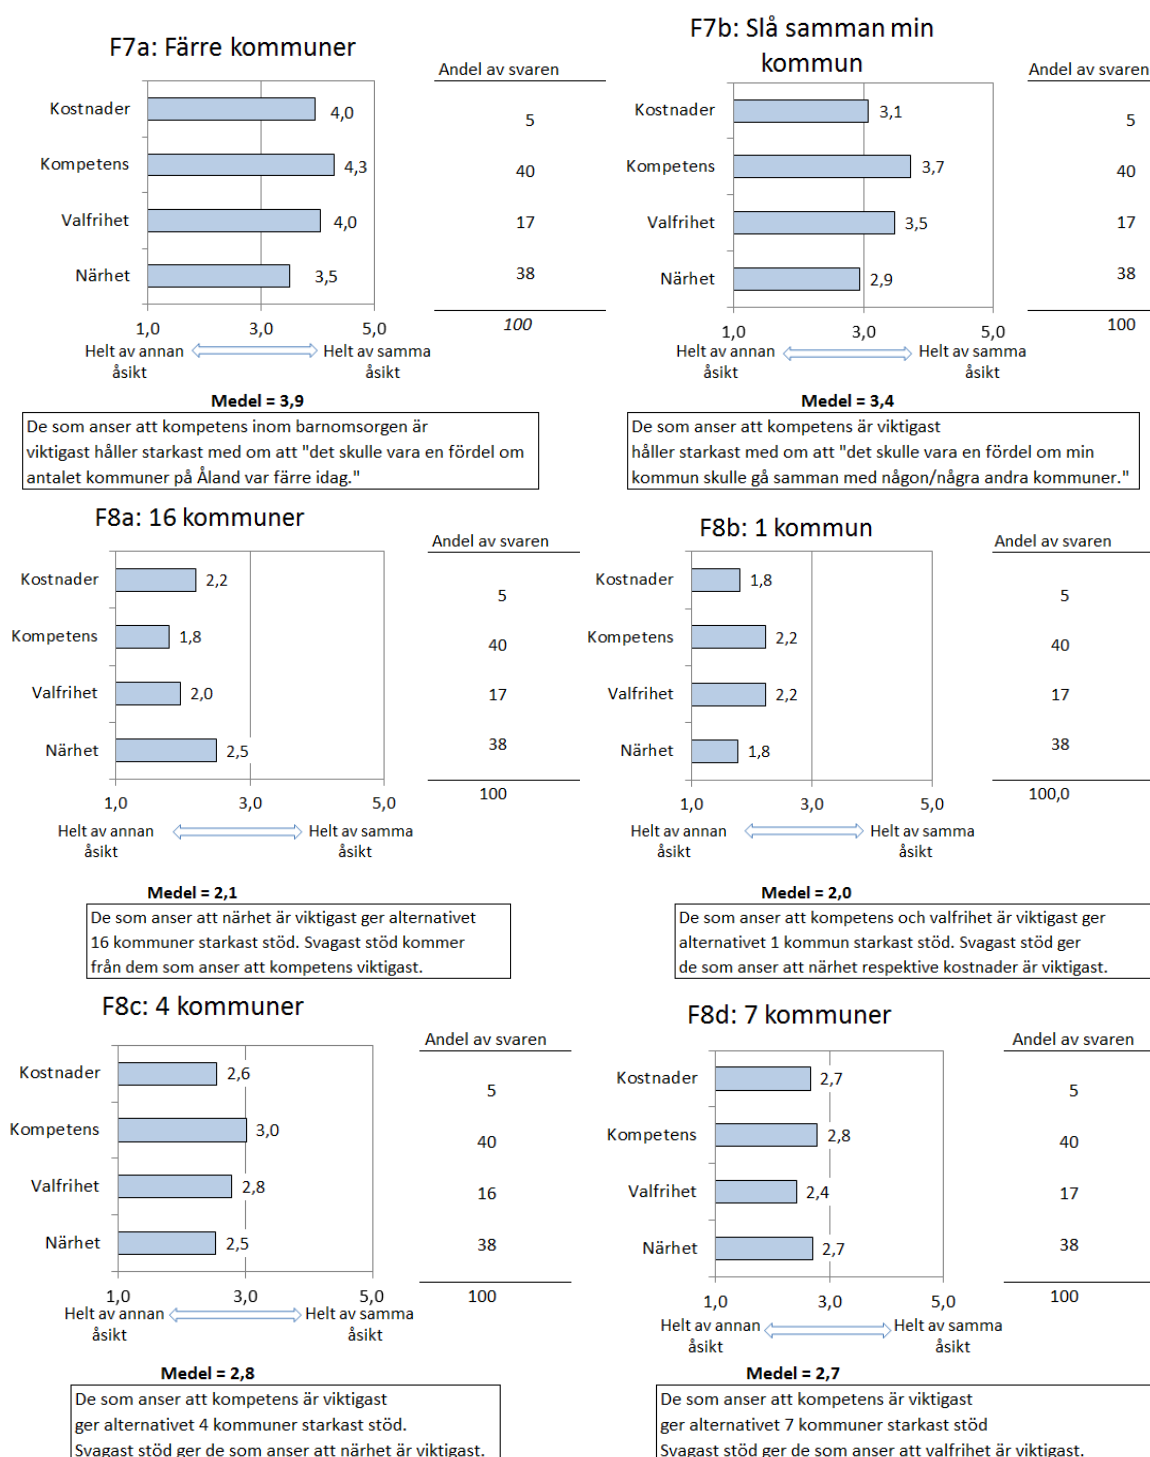 F7a: Färre kommuner
Andel av svaren
Kostnader 4,0 5
Kompetens 4,3 40
Valfrihet 4,0 17
Närhet 3,5 38
1,0 3,0 5,0 100
Helt av annan åsikt Helt av samma åsikt
Medel = 3,9
De som anser att kompetens inom barnomsorgen är
viktigast håller starkast med om att "det skulle vara en fördel om
antalet kommuner på Åland var färre idag."
F7b: Slå samman min
kommun
Andel av svaren
Kostnader 3,1 5
Kompetens 3,7 40
Valfrihet 3,5 17
Närhet 2,9 38
1,0 3,0 5,0 100
Helt av annan åsikt Helt av samma åsikt
Medel = 3,4
De som anser att kompetens är viktigast
håller starkast med om att "det skulle vara en fördel om min
kommun skulle gå samman med någon/några andra kommuner."
F8a: 16 kommuner
Andel av svaren
Kostnader 2,2 5
Kompetens 1,8 40
Valfrihet 2,0 17
Närhet 2,5 38
1,0 3,0 5,0 100
Helt av annan åsikt Helt av samma åsikt
Medel = 2,1
De som anser att närhet är viktigast ger alternativet
16 kommuner starkast stöd. Svagast stöd kommer
från dem som anser att kompetens viktigast.
F8b: 1 kommun
Andel av svaren
Kostnader 1,8 5
Kompetens 2,2 40
Valfrihet 2,2 17
Närhet 1,8 38
1,0 3,0 5,0 100,0
Helt av annan åsikt Helt av samma åsikt
Medel = 2,0
De som anser att kompetens och valfrihet är viktigast ger
alternativet 1 kommun starkast stöd. Svagast stöd ger
de som anser att närhet respektive kostnader är viktigast.
F8c: 4 kommuner
Andel av svaren
Kostnader 2,6 5
Kompetens 3,0 40
Valfrihet 2,8 16
Närhet 2,5 38
1,0 3,0 5,0 100
Helt av annan åsikt Helt av samma åsikt
Medel = 2,8
De som anser att kompetens är viktigast
ger alternativet 4 kommuner starkast stöd.
Svagast stöd ger de som anser att närhet är viktigast.
F8d: 7 kommuner
Andel av svaren
Kostnader 2,7 5
Kompetens 2,8 40
Valfrihet 2,4 17
Närhet 2,7 38
1,0 3,0 5,0 100
Helt av annan åsikt Helt av samma åsikt
Medel = 2,7
De som anser att kompetens är viktigast
ger alternativet 7 kommuner starkast stöd
Svagast stöd ger de som anser att valfrihet är viktigast.